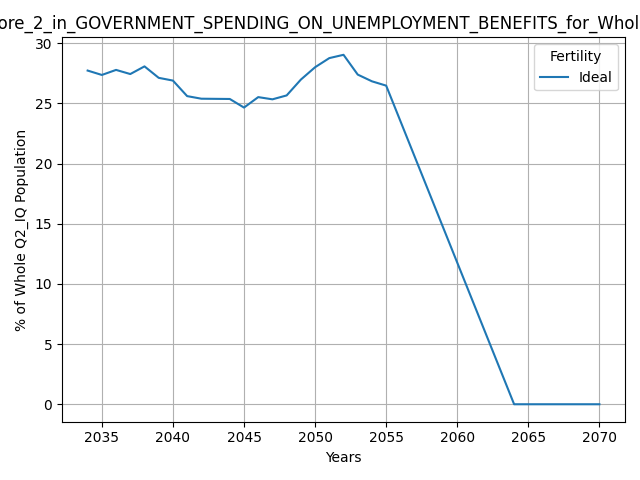 ore_2_in_GOVERNMENT_SPENDING_ON_UNEMPLOYMENT_BENEFITS_for_Whol
Fertility
Ideal
% of Whole Q2_IQ Population
30
25
20
15
10
5
0
2035 2040 2045 2050 2055 2060 2065 2070
Years